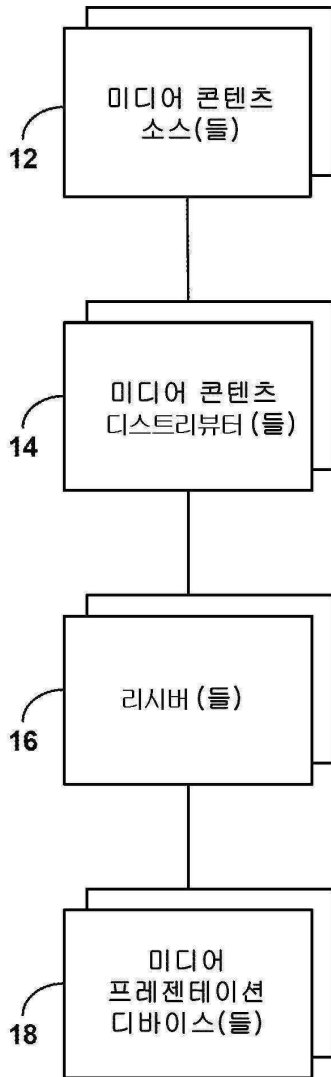 미디어 콘텐츠
소스(들)
12
미디어 콘텐츠
디스트리뷰터 (들)
14
리시버 (들)
16
미디어
프레젠테이션
디바이스(들)
18